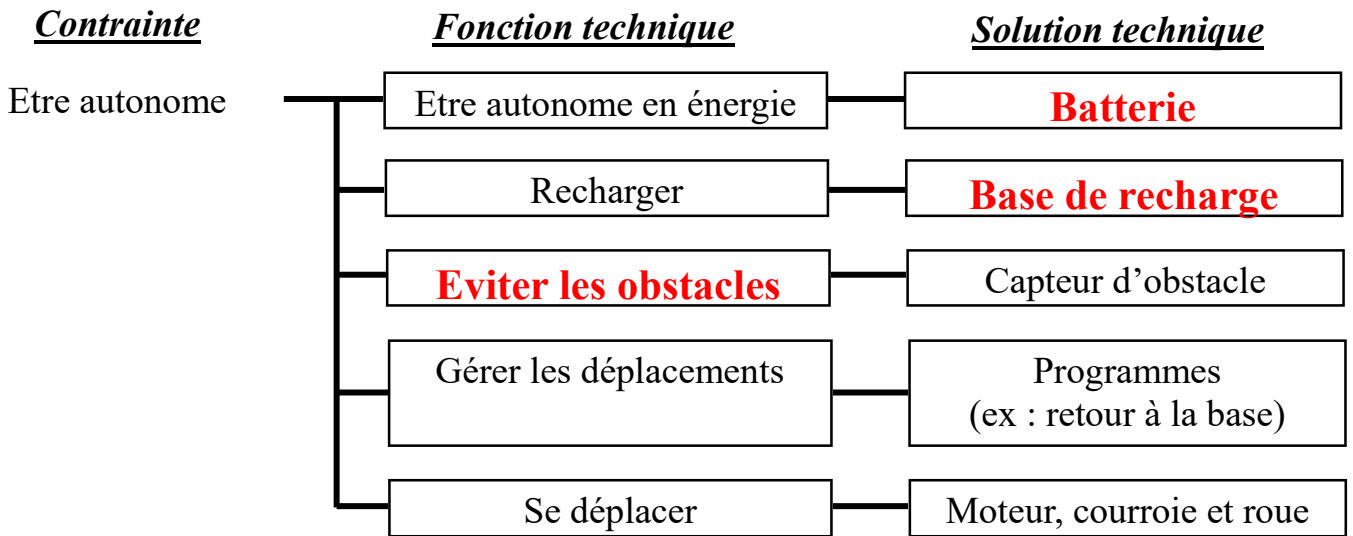 Contrainte Fonction technique Solution technique
Etre autonome Etre autonome en énergie Batterie
Recharger Base de recharge
Eviter les obstacles Capteur d’obstacle
Gérer les déplacements Programmes
(ex : retour à la base)
Se déplacer Moteur, courroie et roue